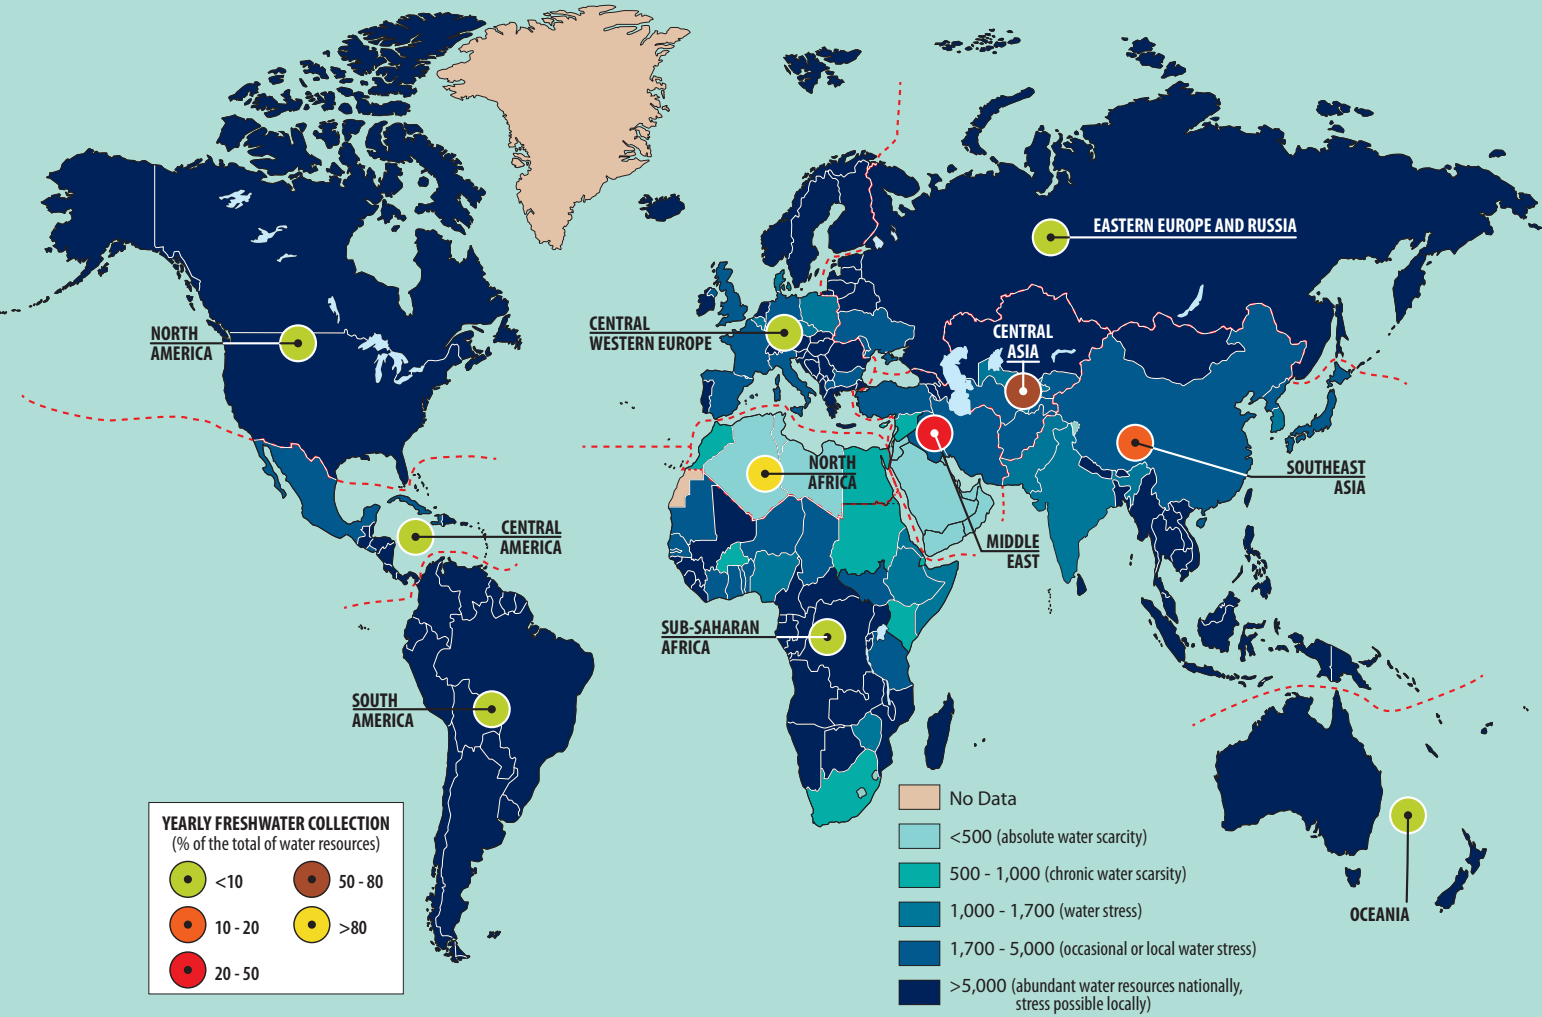 EASTERN EUROPE AND RUSSIA
NORTH
AMERICA
CENTRAL
WESTERN EUROPE
CENTRAL
ASIA
NORTH
AFRICA
SOUTHEAST
ASIA
CENTRAL
AMERICA
MIDDLE
EAST
SUB-SAHARAN
AFRICA
SOUTH
AMERICA
OCEANIA
YEARLY FRESHWATER COLLECTION
(% of the total of water resources)
<10
50 - 80
10 - 20
>80
20 - 50
No Data
<500 (absolute water scarcity)
500 - 1,000 (chronic water scarsity)
1,000 - 1,700 (water stress)
1,700 - 5,000 (occasional or local water stress)
>5,000 (abundant water resources nationally,
stress possible locally)